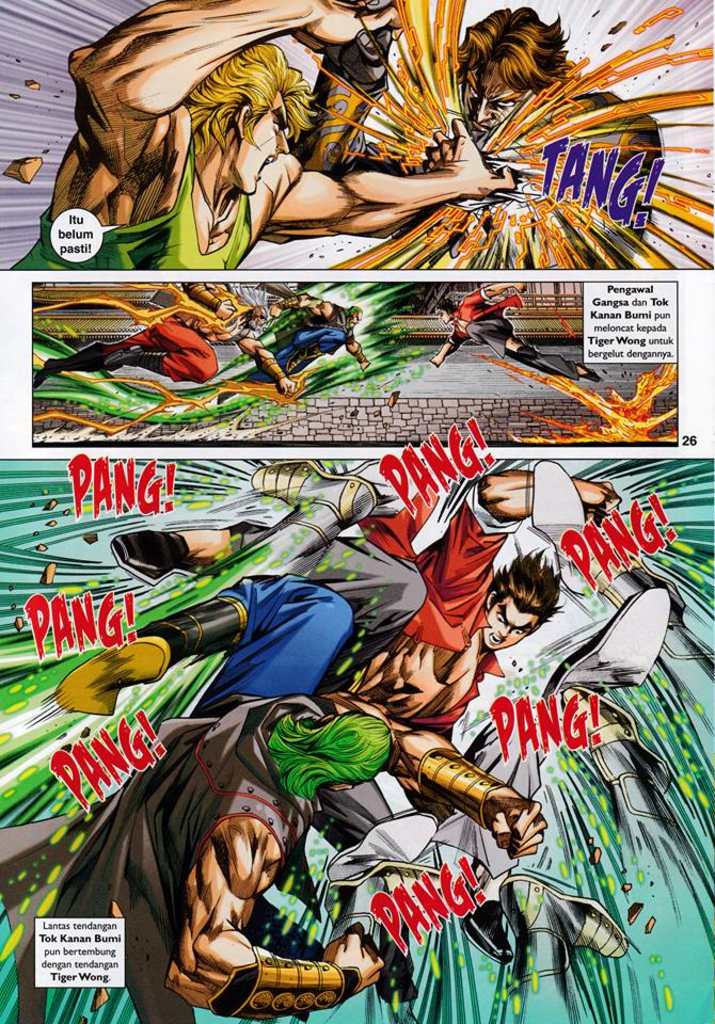 Itu
belum
pasti!
TANG!
Pengawal
Gangsa dan Tok
Kanan Bumi pun
meloncat kepada
Tiger Wong untuk
bergelut dengannya.
26
PANG!
PANG!
PANG!
PANG!
PANG!
PANG!
PANG!
Lantas tendangan
Tok Kanan Bumi
pun bertembung
dengan tendangan
Tiger Wong.